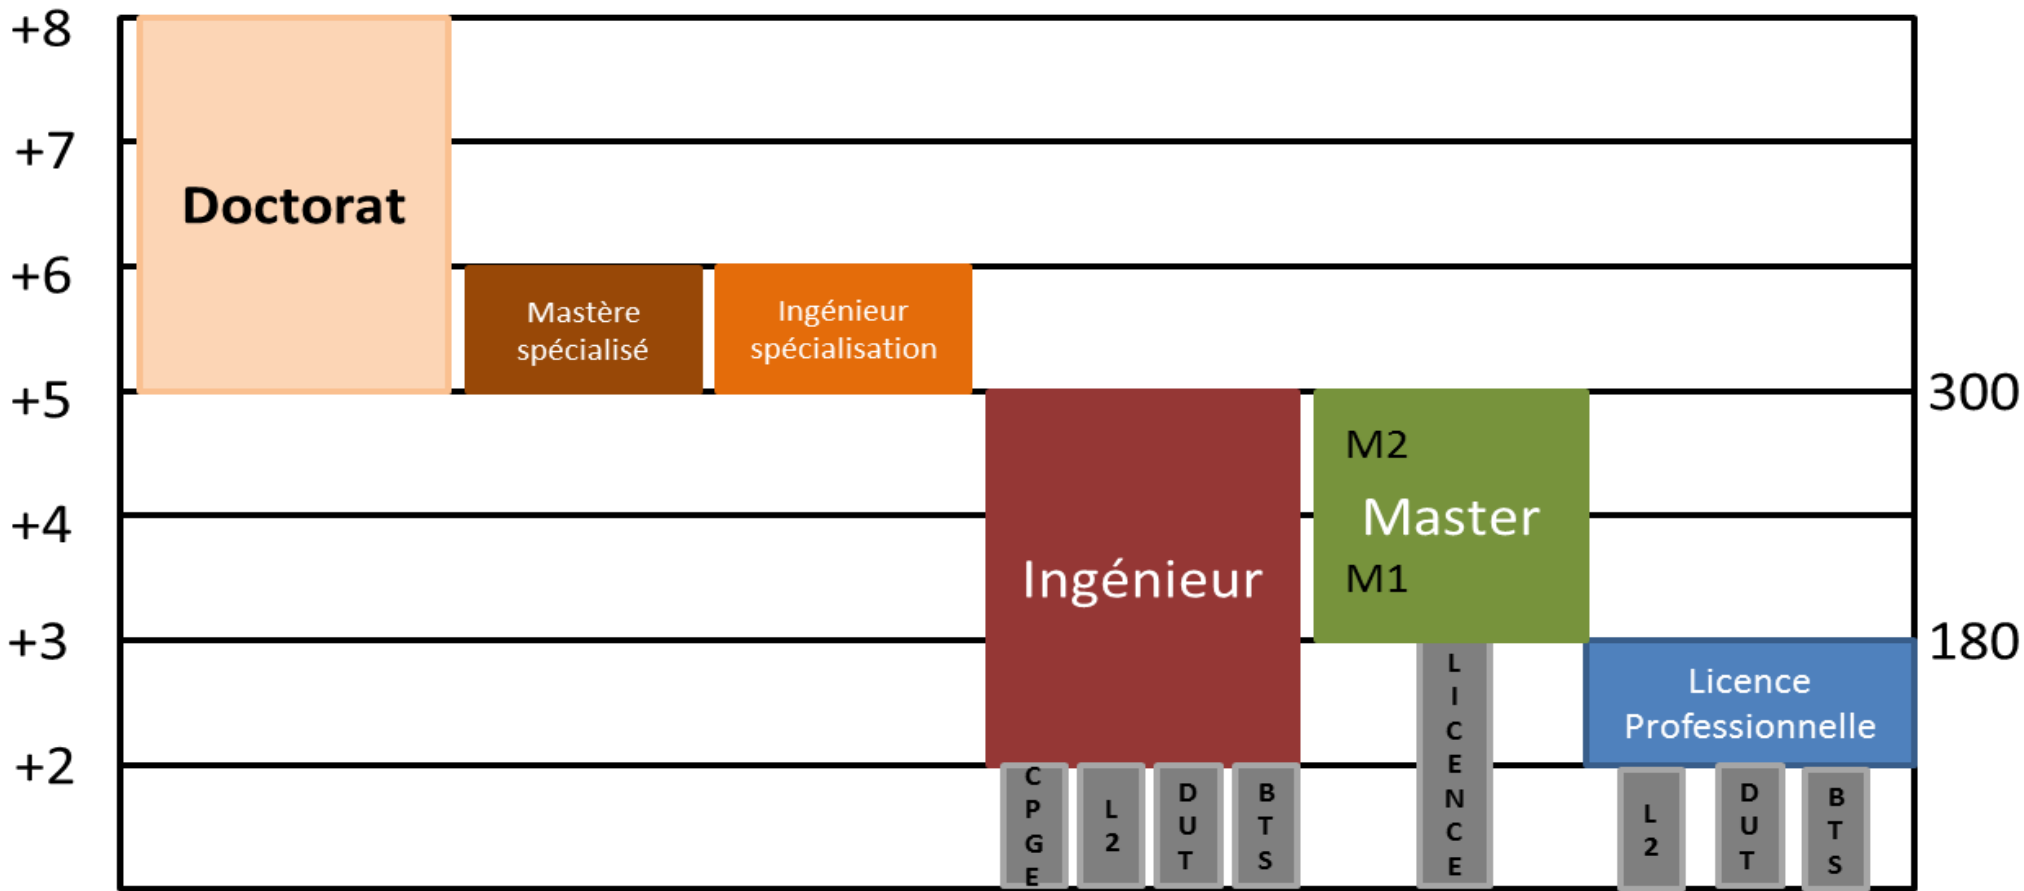 +8
+7
Doctorat
+6
Mastère
spécialisé
Ingénieur
spécialisation
+5
300
M2
+4
Master
Ingénieur
M1
+3
180
LICENCE
Licence
Professionnelle
+2
CPGE
L2
DUT
BTS
L2
DUT
BTS